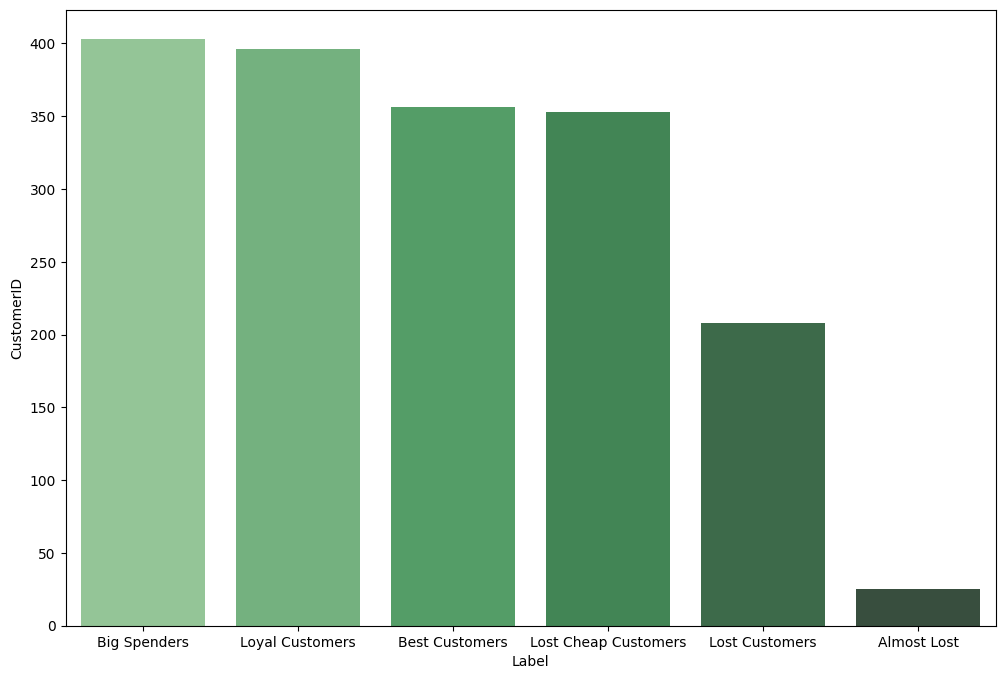 CustomerID
400
350
300
250
200
150
100
50
0
Big Spenders
Loyal Customers
Best Customers
Lost Cheap Customers
Lost Customers
Almost Lost
Label